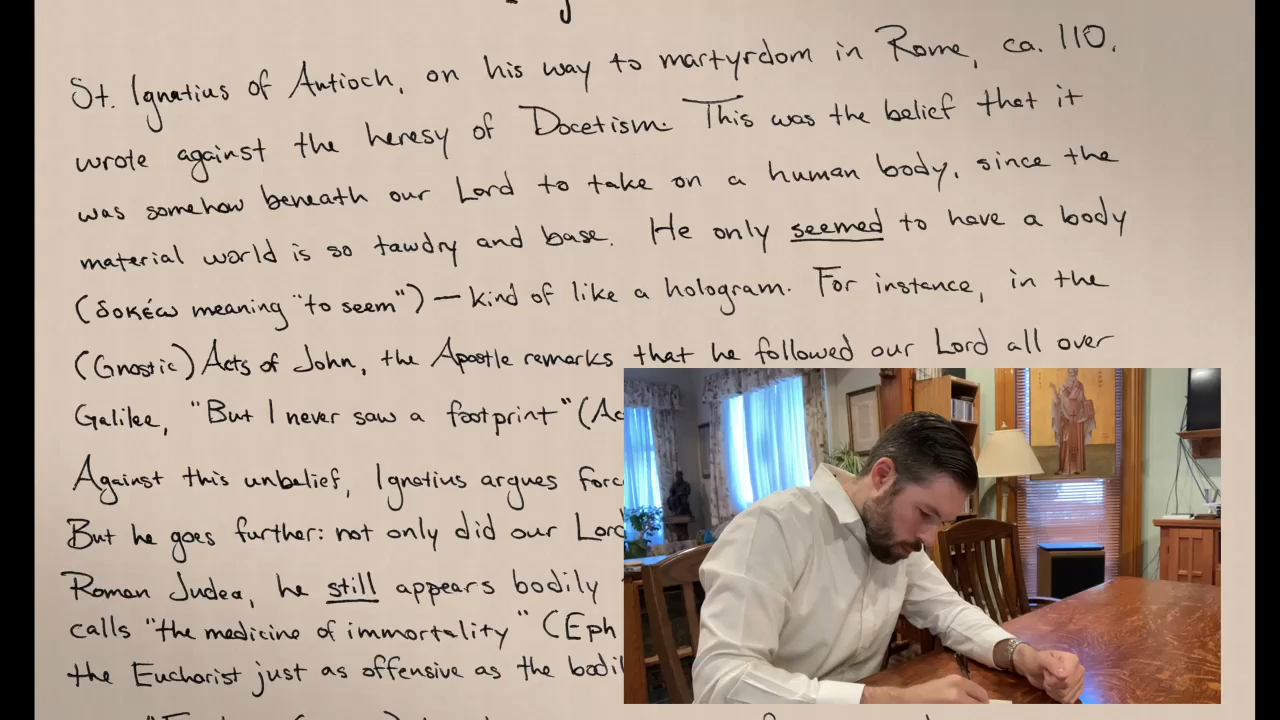 St. Ignatius of Antioch, on his way to martyrdom in Rome, ca. 110,
wrote against the heresy of Docetism. This was the belief that it
was somehow beneath our Lord to take on a human body, since the
material world is so tawdry and base. He only seemed to have a body
(δοκέω meaning "to seem") – kind of like a hologram. For instance, in the
(Gnostic) Acts of John, the Apostle remarks that he followed our Lord all over
Galilee, "But I never saw a footprint" (Ac
Against this unbelief, Ignatius argues forc
But he goes further: not only did our Lord
Roman Judea, he still appears bodily
calls "the medicine of immortality" (Eph
the Eucharist just as offensive as the bodil